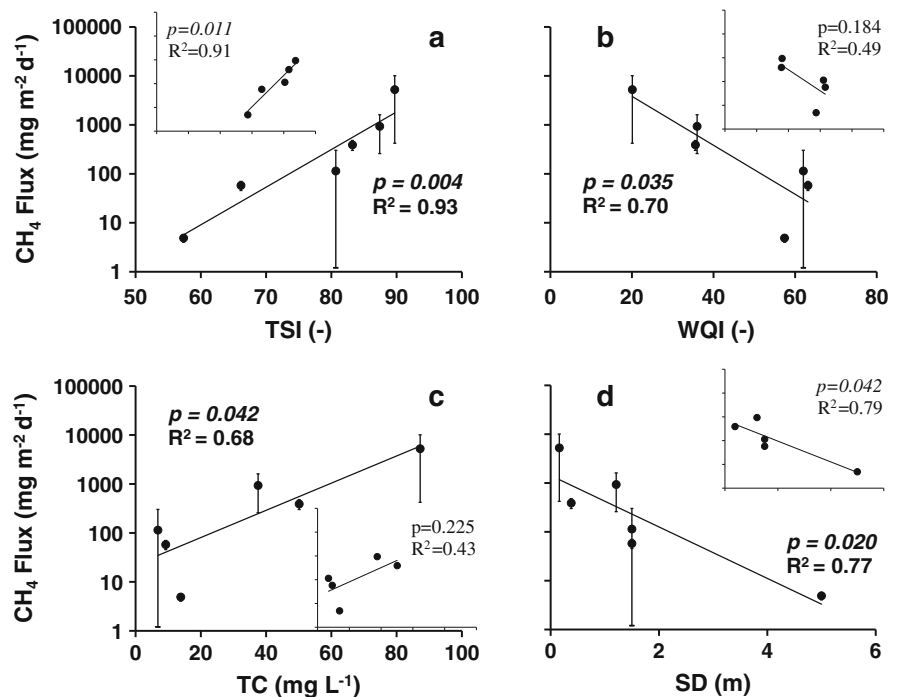 a
p=0.011
R²=0.91
p = 0.004
R² = 0.93
CH₄ Flux (mg m⁻² d⁻¹)
100000
10000
1000
100
10
1
50 60 70 80 90 100
TSI (-)
b
p=0.184
R²=0.49
p = 0.035
R² = 0.70
0 20 40 60 80
WQI (-)
c
p = 0.042
R² = 0.68
p=0.225
R²=0.43
CH₄ Flux (mg m⁻² d⁻¹)
100000
10000
1000
100
10
1
0 20 40 60 80 100
TC (mg L⁻¹)
d
p=0.042
R²=0.79
p = 0.020
R² = 0.77
0 2 4 6
SD (m)